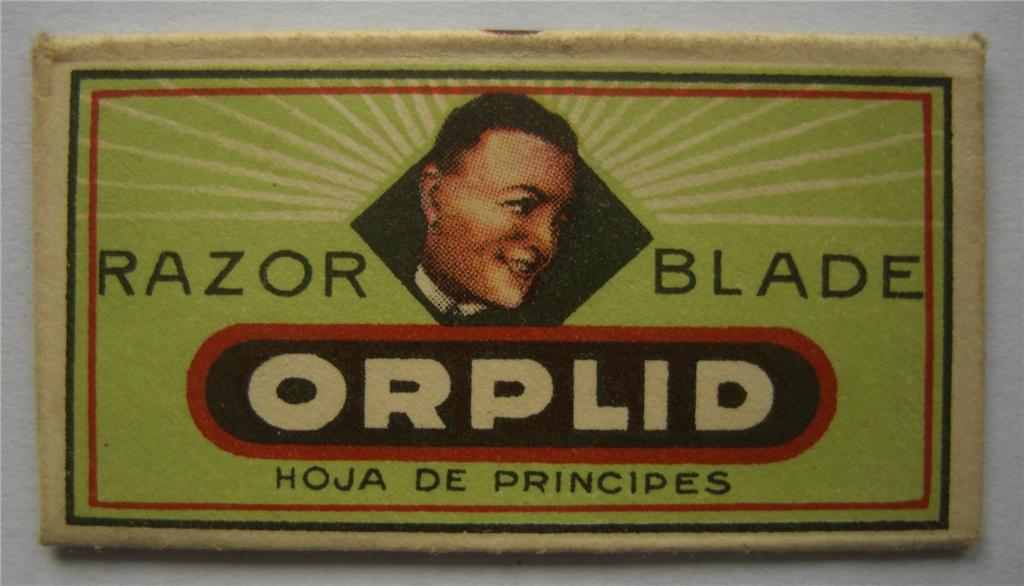 RAZOR BLADE
ORPLID
HOJA DE PRINCIPES